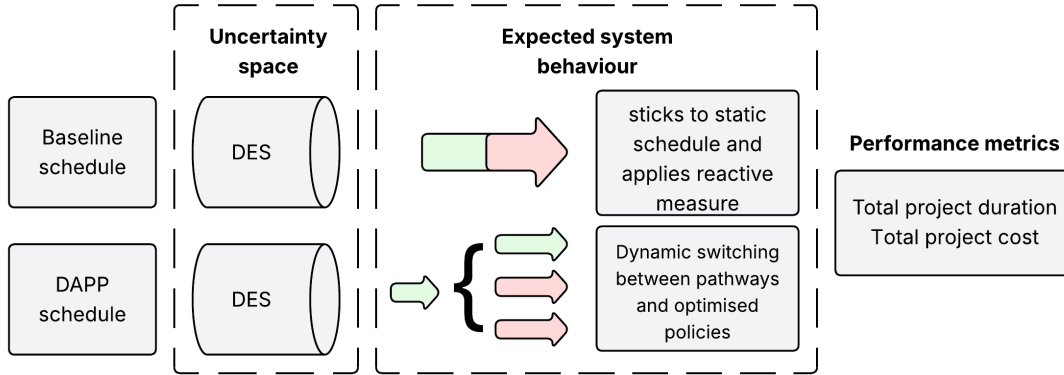 Uncertainty
space
Expected system
behaviour
Baseline
schedule
DES
sticks to static
schedule and
applies reactive
measure
Performance metrics
Total project duration
Total project cost
DAPP
schedule
DES
{
Dynamic switching
between pathways
and optimised
policies